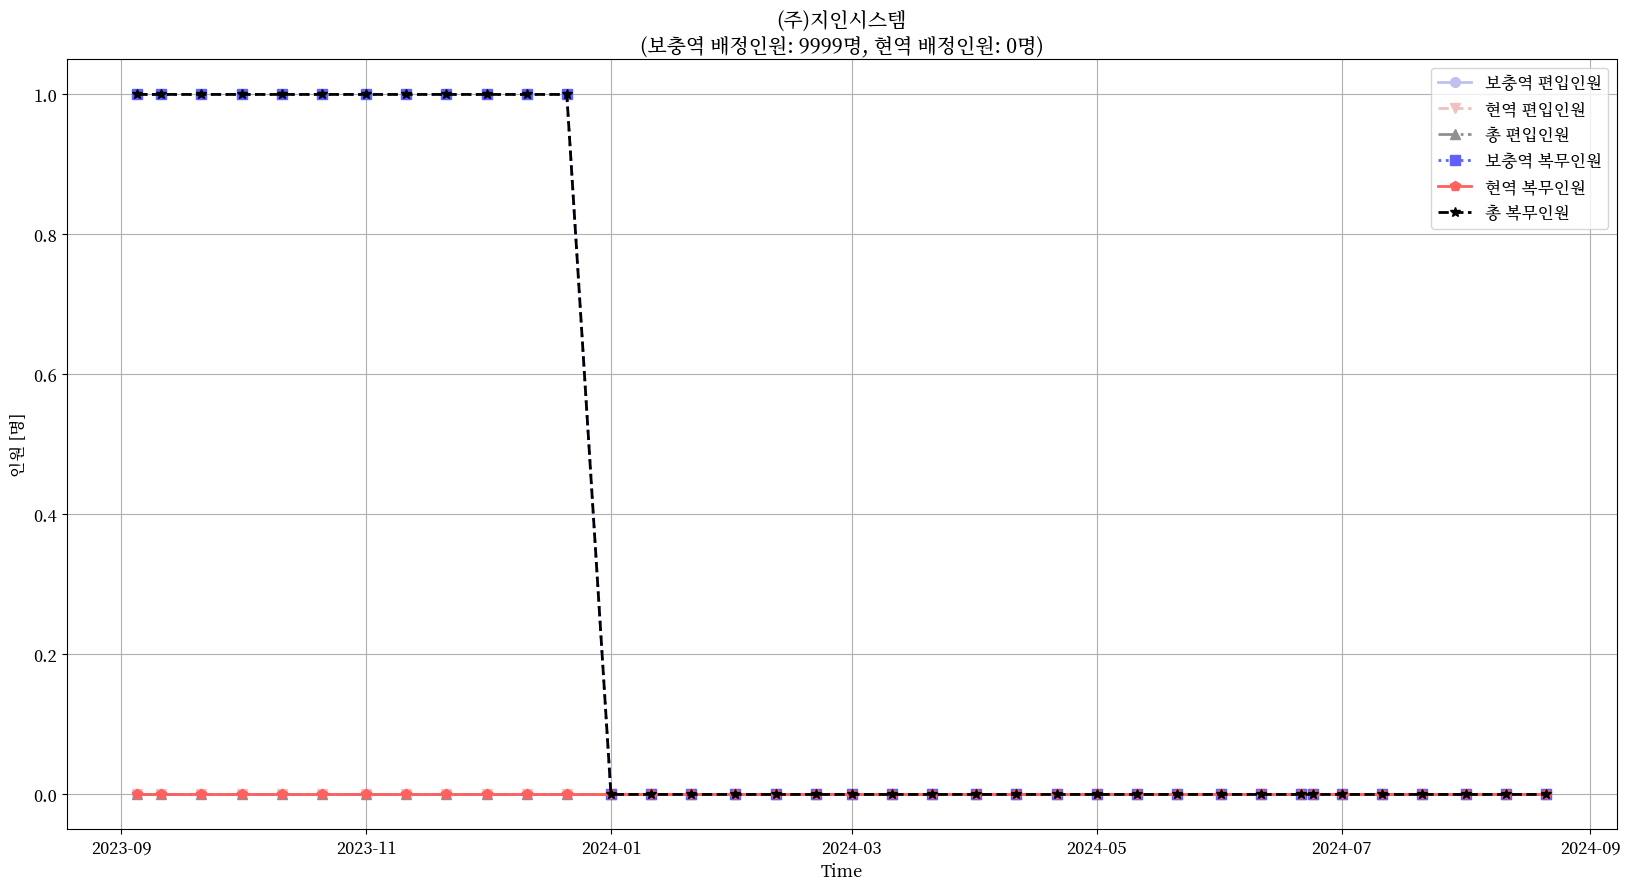 (주)지인시스템
(보충역 배정인원: 9999명, 현역 배정인원: 0명)
보충역 편입인원
현역 편입인원
총 편입인원
보충역 복무인원
현역 복무인원
총 복무인원
1.0
0.8
0.6
0.4
0.2
0.0
인원 [명]
2023-09 2023-11 2024-01 2024-03 2024-05 2024-07 2024-09
Time